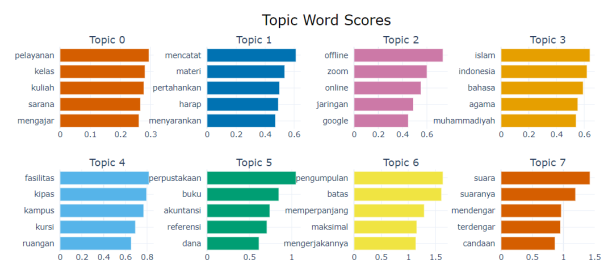 Topic Word Scores
Topic 0
Topic 1
Topic 2
Topic 3
pelayanan
kelas
kuliah
sarana
mengajar
0 0.1 0.2 0.3
mencatat
materi
pertahankan
harap
menyarankan
0 0.2 0.4 0.6
offline
zoom
online
jaringan
google
0 0.2 0.4 0.6
islam
indonesia
bahasa
agama
muhammadiyah
0 0.2 0.4 0.6
Topic 4
Topic 5
Topic 6
Topic 7
fasilitas
kipas
kampus
kursi
ruangan
0 0.2 0.4 0.6 0.8
perpustakaan
buku
akuntansi
referensi
dana
0 0.5 1
pengumpulan
batas
memperpanjang
maksimal
mengerjakannya
0 0.5 1 1.5
suara
suaranya
mendengar
terdengar
candaan
0 0.5 1 1.5